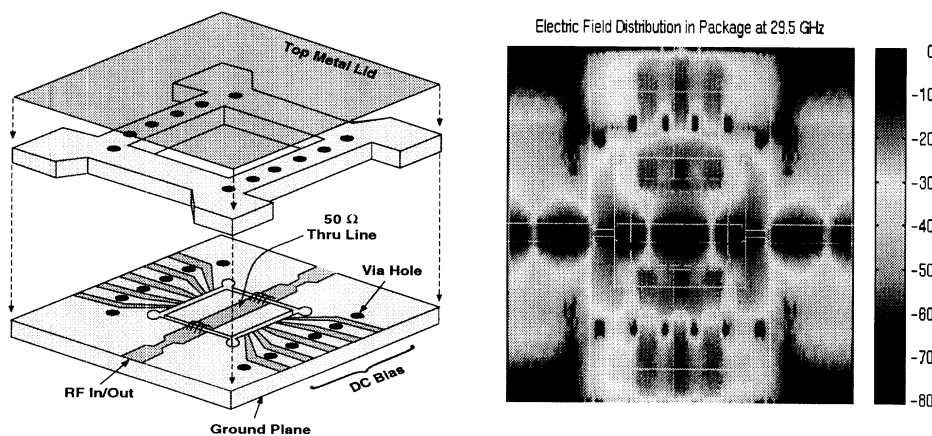 Top Metal Lid
50 Ω
Thru Line
Via Hole
RF In/Out
DC Bias
Ground Plane
Electric Field Distribution in Package at 29.5 GHz
0
-10
-20
-30
-40
-50
-60
-70
-80